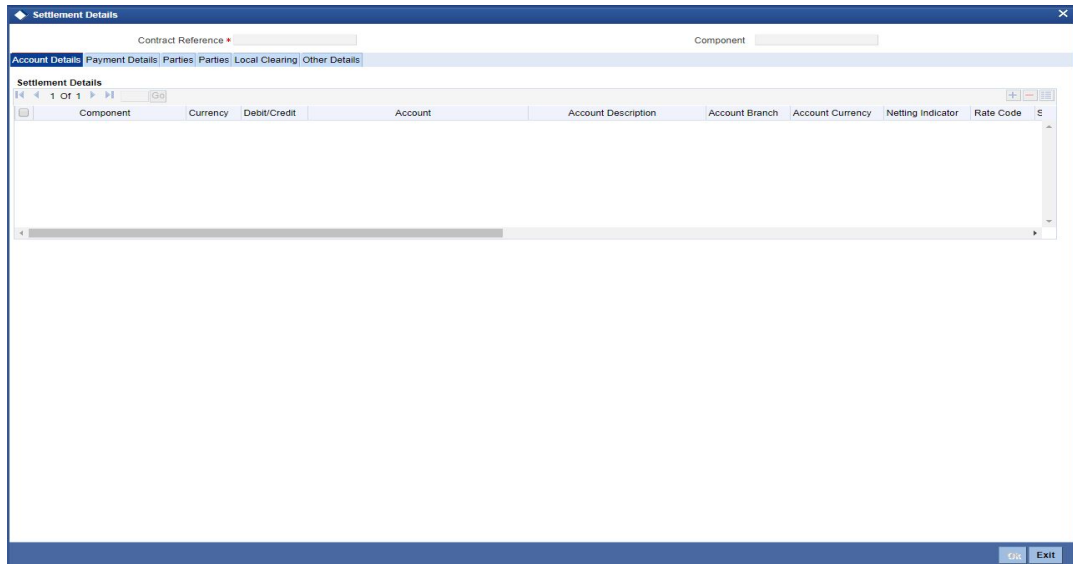 Settlement Details
Contract Reference * Component
Account Details Payment Details Parties Parties Local Clearing Other Details
Settlement Details
1 Of 1 Go
Component Currency Debit/Credit Account Account Description Account Branch Account Currency Netting Indicator Rate Code S
Ok Exit